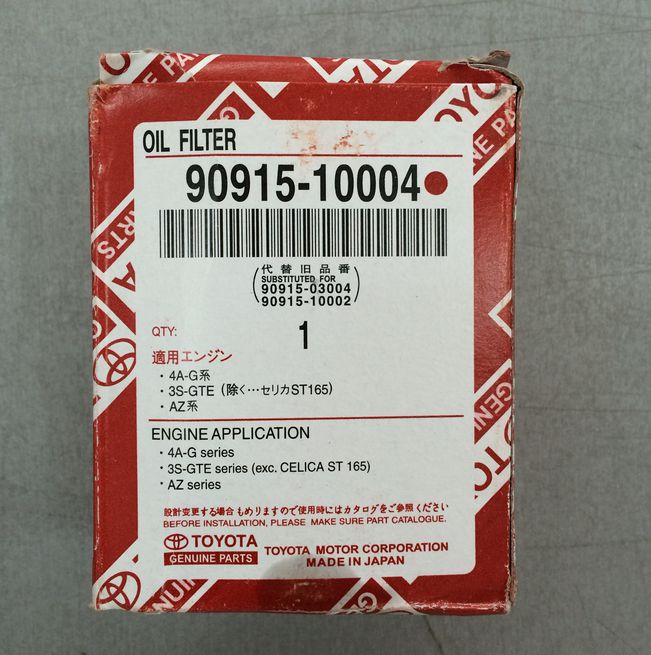 OIL FILTER
90915-10004
代替旧品番
SUBSTITUTED FOR
90915-03004
90915-10002
QTY:
1
適用エンジン
・4A-G系
・3S-GTE (除く…セリカST165)
・AZ系
ENGINE APPLICATION
・4A-G series
・3S-GTE series (exc. CELICA ST 165)
・AZ series
設計変更する場合もめりますので使用時にはカタログをご参照ください
BEFORE INSTALLATION, PLEASE MAKE SURE PART CATALOGUE.
TOYOTA
GENUINE PARTS
TOYOTA MOTOR CORPORATION
MADE IN JAPAN